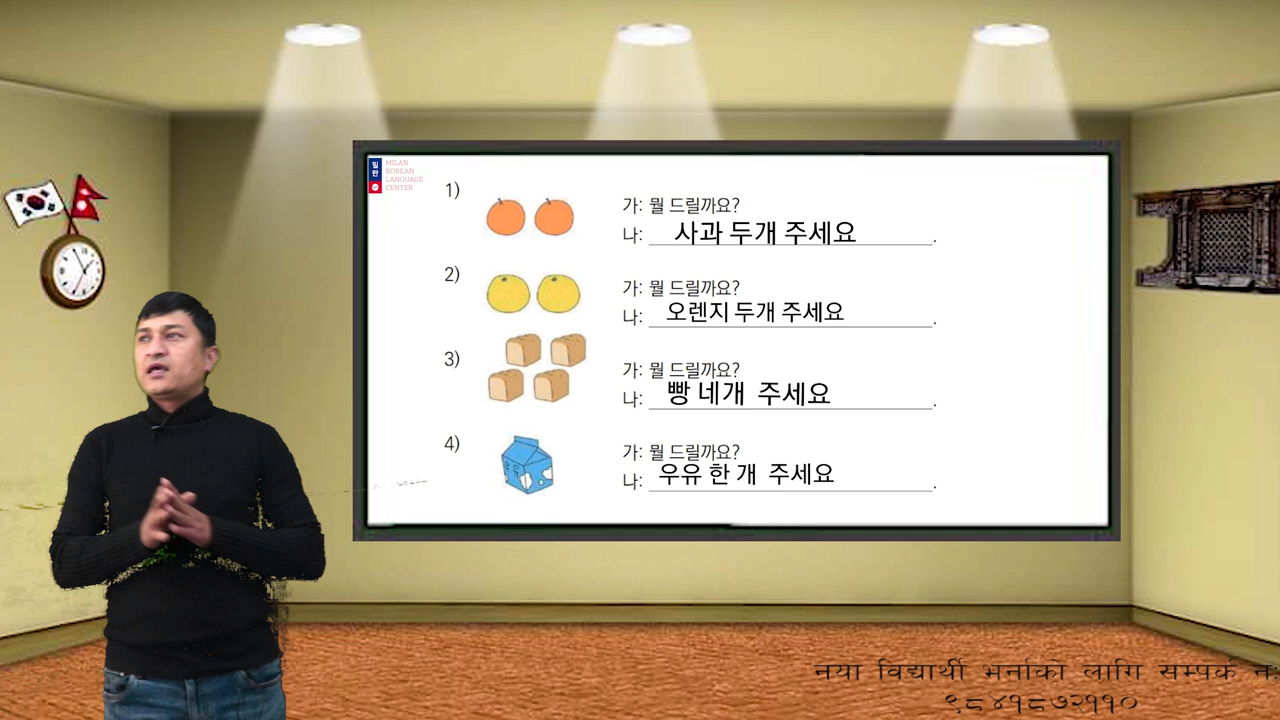 밀란
MILAN
KOREAN
LANGUAGE
CENTER
1)
가: 뭘 드릴까요?
나: 사과 두개 주세요.
2)
가: 뭘 드릴까요?
나: 오렌지 두개 주세요.
3)
가: 뭘 드릴까요?
나: 빵 네개 주세요.
4)
가: 뭘 드릴까요?
나: 우유 한 개 주세요.
नया विद्यार्थी भर्नाको लागि सम्पर्क न:
९८४१८७२११०